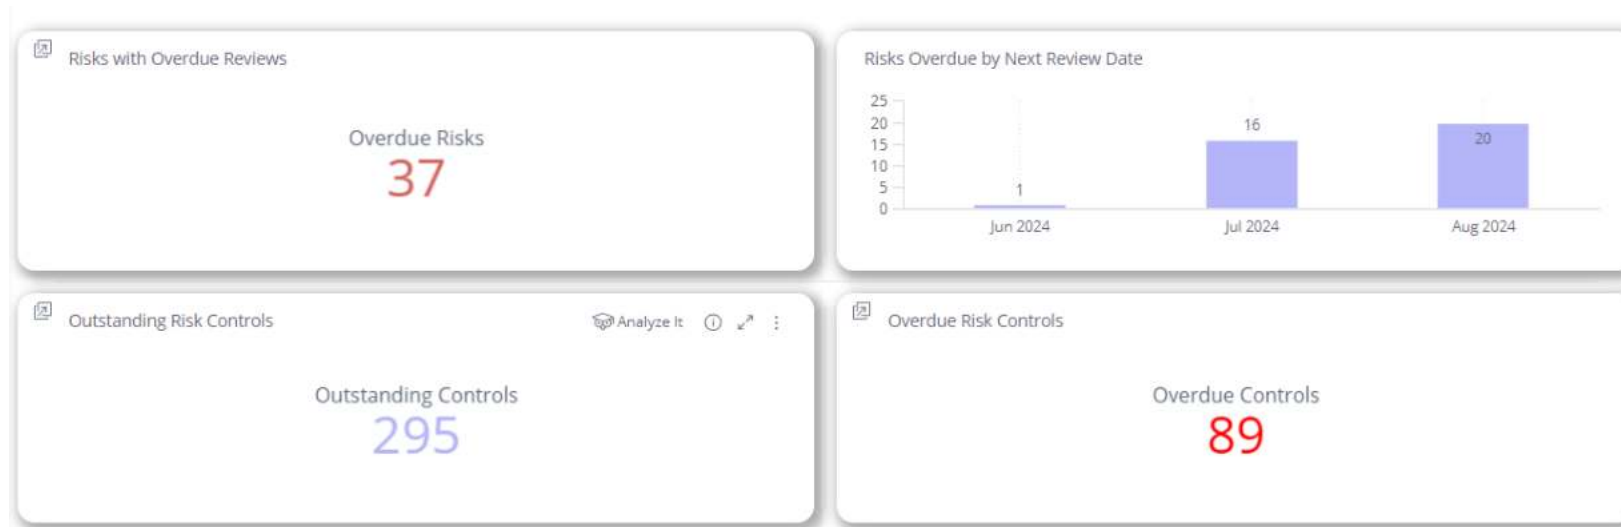 Risks with Overdue Reviews
Overdue Risks
37
Risks Overdue by Next Review Date
25
20
15
10
5
0
1
16
20
Jun 2024
Jul 2024
Aug 2024
Outstanding Risk Controls
Analyze It
Outstanding Controls
295
Overdue Risk Controls
Overdue Controls
89